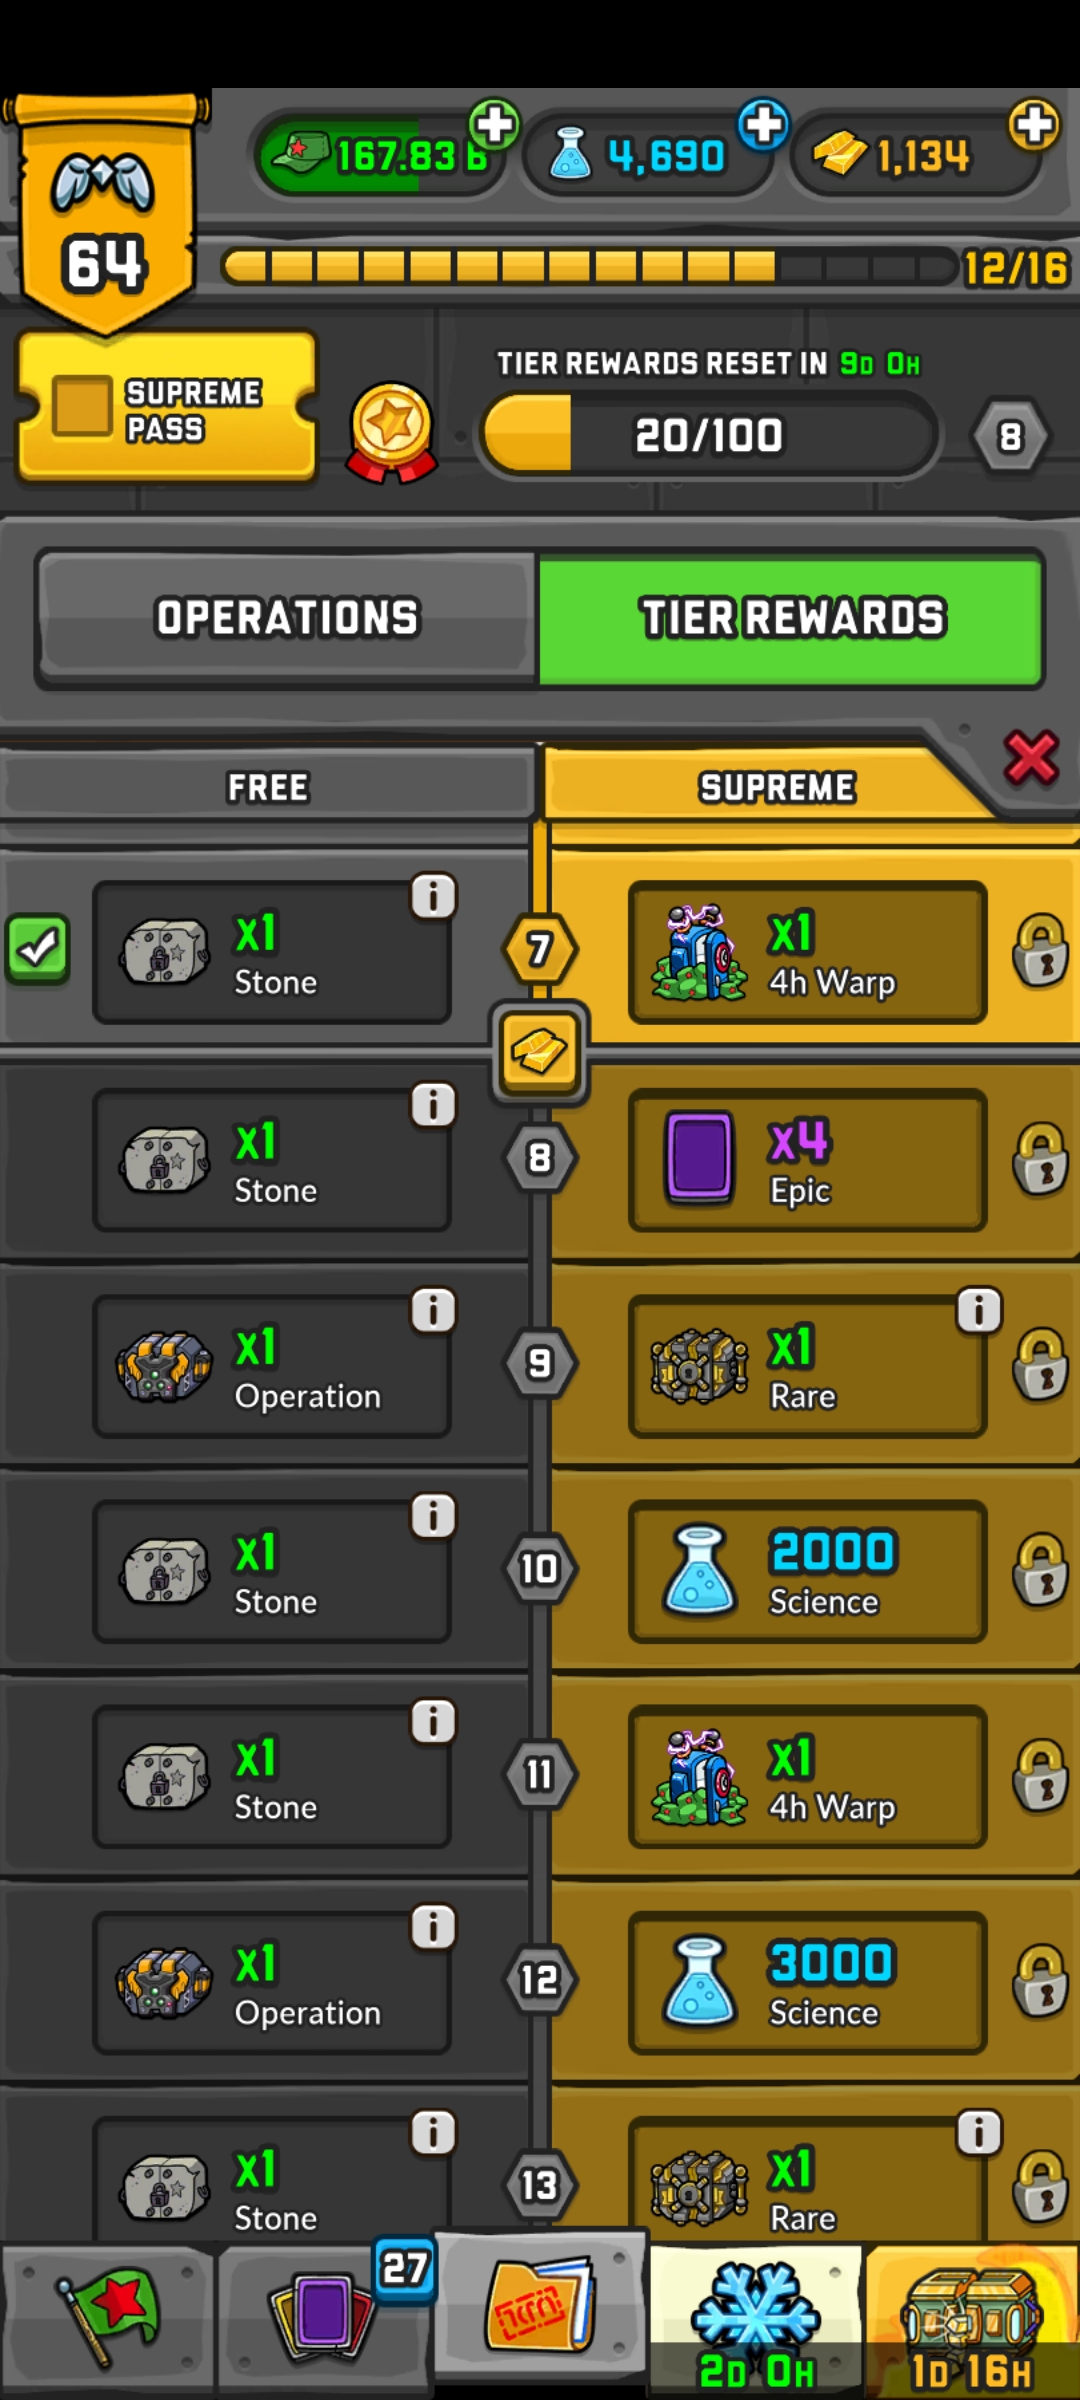 167.83 B
4,690
1,134
64
12/16
SUPREME
PASS
TIER REWARDS RESET IN 9D 0H
20/100
8
OPERATIONS
TIER REWARDS
FREE
SUPREME
X1
Stone
7
X1
4h Warp
X1
Stone
8
X4
Epic
X1
Operation
9
X1
Rare
X1
Stone
10
2000
Science
X1
Stone
11
X1
4h Warp
X1
Operation
12
3000
Science
X1
Stone
13
X1
Rare
27
2D 0H
1D 16H